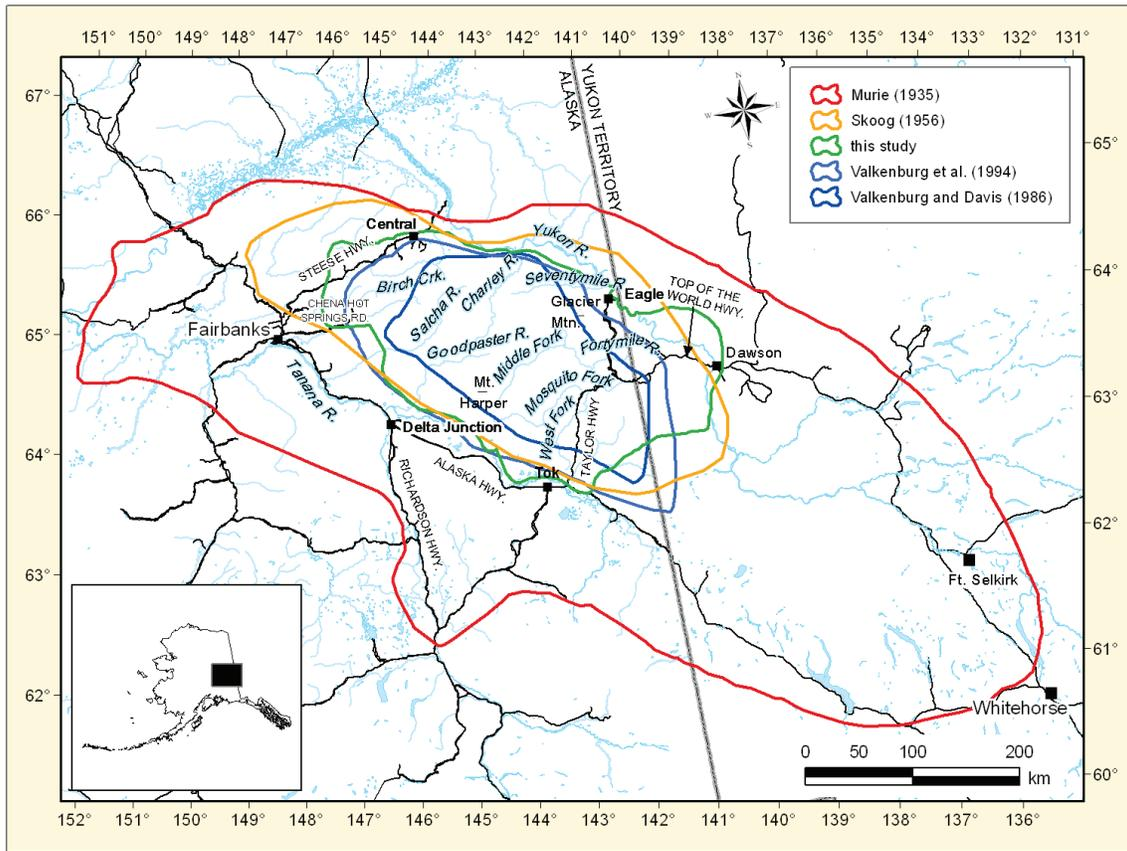 151° 150° 149° 148° 147° 146° 145° 144° 143° 142° 141° 140° 139° 138° 137° 136° 135° 134° 133° 132° 131°
67°
66°
65°
64°
63°
62°
65°
64°
63°
62°
61°
60°
N
E
S
W
YUKON TERRITORY
ALASKA
Murie (1935)
Skoog (1956)
this study
Valkenburg et al. (1994)
Valkenburg and Davis (1986)
Central
STEESE HWY.
Yukon R.
Birch Crk.
Charley R.
Seventymile R.
Salcha R.
CHENA HOT
SPRINGS RD.
Glacier
Mtn.
Eagle
TOP OF THE
WORLD HWY.
Fairbanks
Goodpaster R.
Middle Fork
Fortymile R.
Dawson
Tanana R.
Mt.
Harper
Mosquito Fork
West Fork
TAYLOR HWY
Delta Junction
ALASKA HWY.
Tok
RICHARDSON HWY.
Ft. Selkirk
Whitehorse
0 50 100 200
km
152° 151° 150° 149° 148° 147° 146° 145° 144° 143° 142° 141° 140° 139° 138° 137° 136°